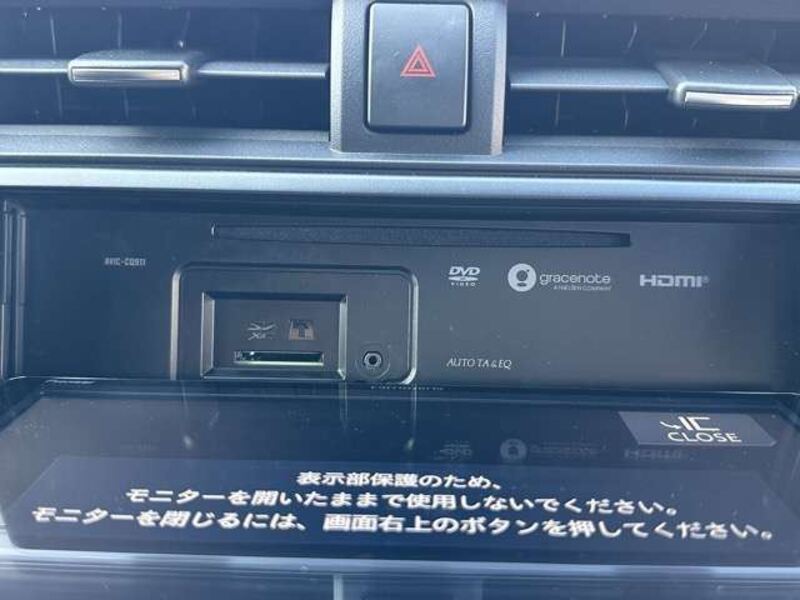 AVIC-CQ911
DVD
VIDEO
gracenote
A NIELSEN COMPANY
HDMI
AUTO TA & EQ
CLOSE
表示部保護のため、
モニターを開いたままで使用しないでください。
モニターを閉じるには、画面右上のボタンを押してください。